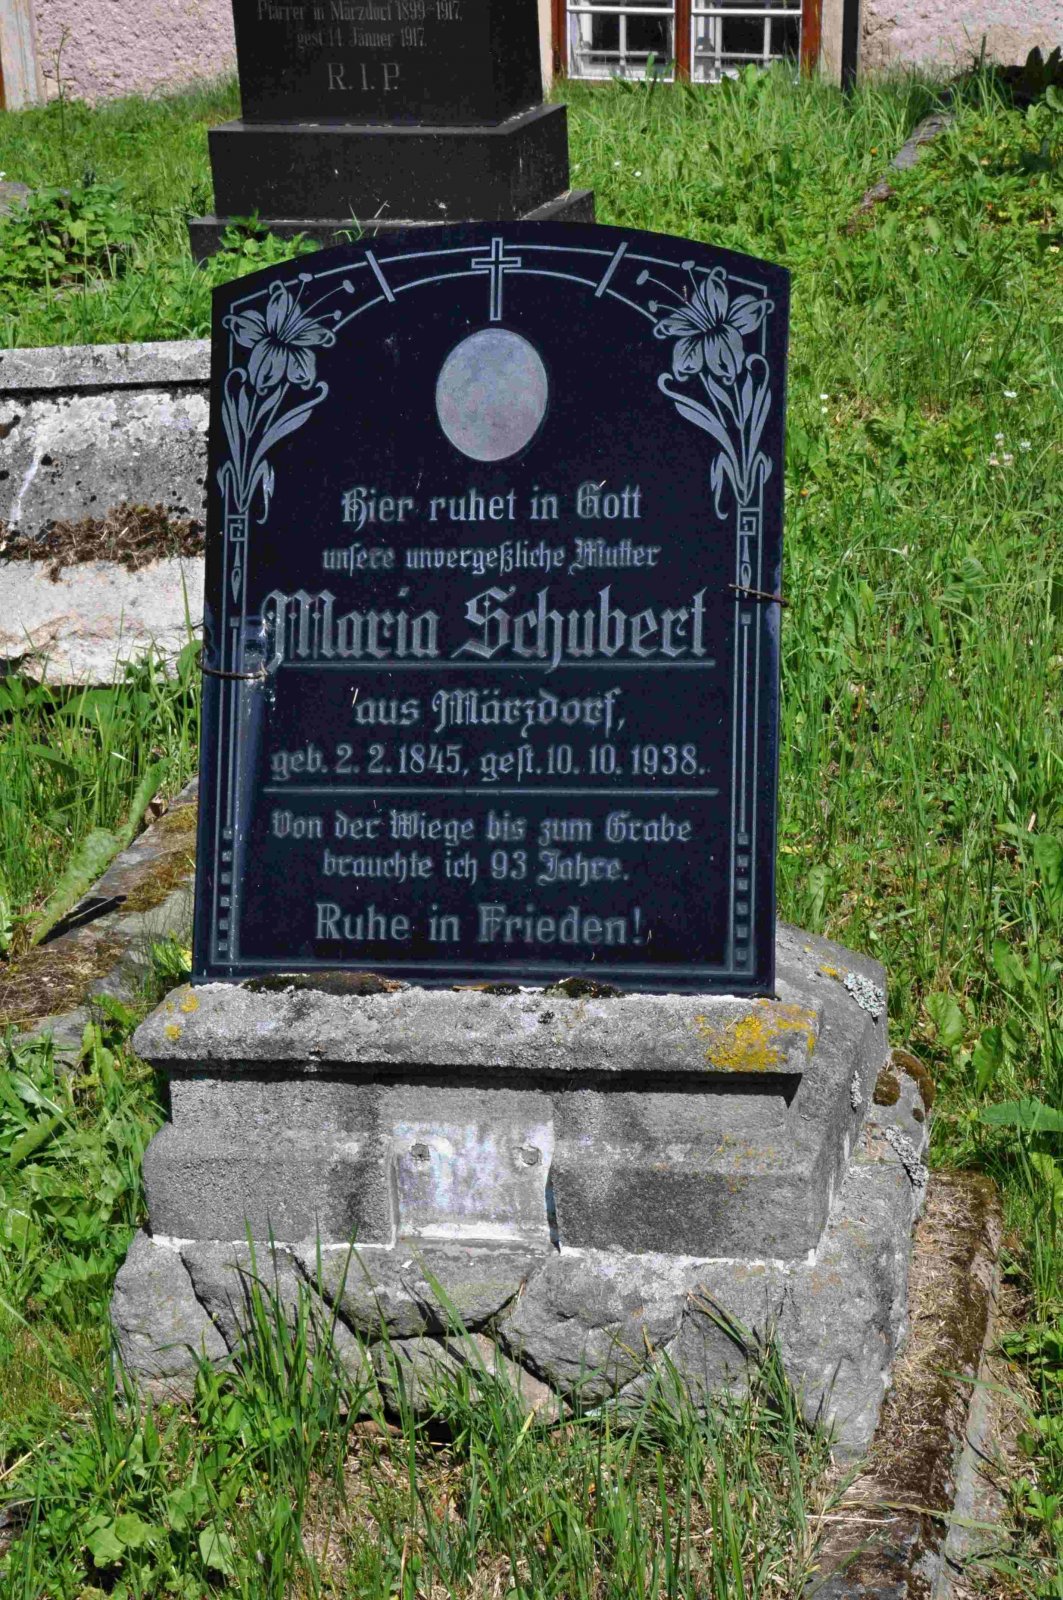 Pfarrer in Märzdorf 1899-1917,
gest 14 Jänner 1917.
R. I. P.
Hier ruhet in Gott
unſere unvergeßliche Mutter
Maria Schubert
aus Märzdorf,
geb. 2. 2. 1845, geſt. 10. 10. 1938.
Von der Wiege bis zum Grabe
brauchte ich 93 Jahre.
Ruhe in Frieden!